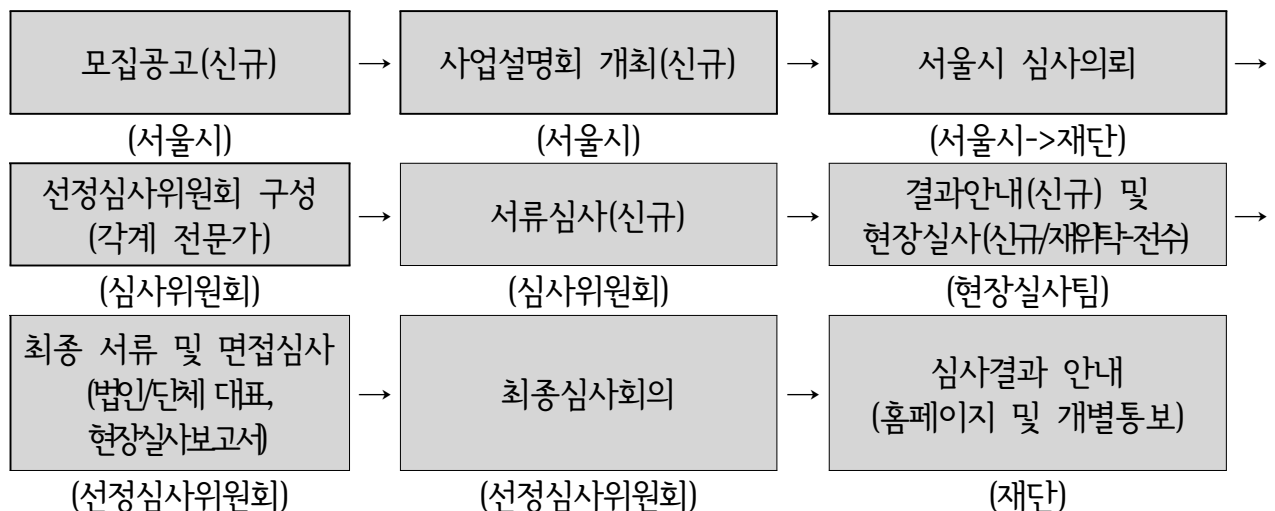 모집공고(신규) → 사업설명회 개최(신규) → 서울시 심사의뢰 →
(서울시) (서울시) (서울시->재단)
선정심사위원회 구성
(각계 전문가)
→
서류심사(신규)
→
결과안내(신규) 및
현장실사(신규/재위탁-전수)
→
(심사위원회) (심사위원회) (현장실사팀)
최종 서류 및 면접심사
(법인/단체 대표,
현장실사보고서)
→
최종심사회의
→
심사결과 안내
(홈페이지 및 개별통보)
(선정심사위원회) (선정심사위원회) (재단)